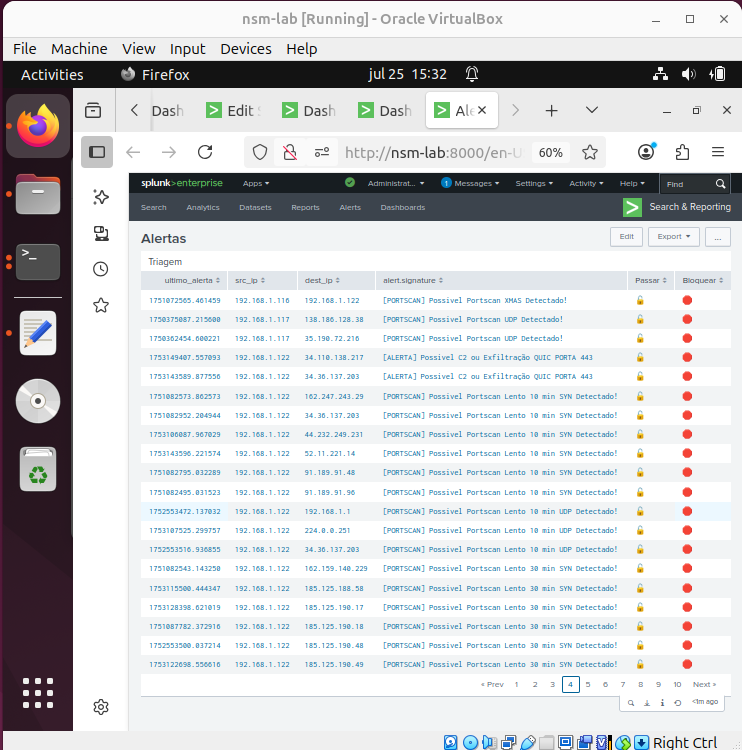 nsm-lab [Running] - Oracle VirtualBox
File Machine View Input Devices Help
Activities Firefox jul 25 15:32
Dash Edit Dash Dash Ale
http://nsm-lab:8000/en-U 60%
splunk>enterprise Apps Administrat... 1 Messages Settings Activity Help Find
Search Analytics Datasets Reports Alerts Dashboards Search & Reporting
Alertas Edit Export ...
Triagem
ultimo_alerta src_ip dest_ip alert.signature Passar Bloquear
1751072565.461459 192.168.1.116 192.168.1.122 [PORTSCAN] Possivel Portscan XMAS Detectado!
1750375087.215600 192.168.1.117 138.186.128.38 [PORTSCAN] Possivel Portscan UDP Detectado!
1750362454.600221 192.168.1.117 35.190.72.216 [PORTSCAN] Possivel Portscan UDP Detectado!
1753149407.557093 192.168.1.122 34.110.138.217 [ALERTA] Possivel C2 ou Exfiltração QUIC PORTA 443
1753143589.877556 192.168.1.122 34.36.137.203 [ALERTA] Possivel C2 ou Exfiltração QUIC PORTA 443
1751082573.862573 192.168.1.122 162.247.243.29 [PORTSCAN] Possivel Portscan Lento 10 min SYN Detectado!
1751082952.204944 192.168.1.122 34.36.137.203 [PORTSCAN] Possivel Portscan Lento 10 min SYN Detectado!
1753106087.967029 192.168.1.122 44.232.249.231 [PORTSCAN] Possivel Portscan Lento 10 min SYN Detectado!
1753143596.221574 192.168.1.122 52.11.221.14 [PORTSCAN] Possivel Portscan Lento 10 min SYN Detectado!
1751082795.032289 192.168.1.122 91.189.91.48 [PORTSCAN] Possivel Portscan Lento 10 min SYN Detectado!
1751082495.031523 192.168.1.122 91.189.91.96 [PORTSCAN] Possivel Portscan Lento 10 min SYN Detectado!
1752553472.137032 192.168.1.122 192.168.1.1 [PORTSCAN] Possivel Portscan Lento 10 min UDP Detectado!
1753107525.299757 192.168.1.122 224.0.0.251 [PORTSCAN] Possivel Portscan Lento 10 min UDP Detectado!
1752553516.936855 192.168.1.122 34.36.137.203 [PORTSCAN] Possivel Portscan Lento 10 min UDP Detectado!
1751082543.143250 192.168.1.122 162.159.140.229 [PORTSCAN] Possivel Portscan Lento 30 min SYN Detectado!
1753115500.444347 192.168.1.122 185.125.188.58 [PORTSCAN] Possivel Portscan Lento 30 min SYN Detectado!
1753128398.621019 192.168.1.122 185.125.190.17 [PORTSCAN] Possivel Portscan Lento 30 min SYN Detectado!
1751087782.372916 192.168.1.122 185.125.190.18 [PORTSCAN] Possivel Portscan Lento 30 min SYN Detectado!
1752553500.037214 192.168.1.122 185.125.190.48 [PORTSCAN] Possivel Portscan Lento 30 min SYN Detectado!
1753122698.556616 192.168.1.122 185.125.190.49 [PORTSCAN] Possivel Portscan Lento 30 min SYN Detectado!
« Prev 1 2 3 4 5 6 7 8 9 10 Next »
<1m ago
Right Ctrl